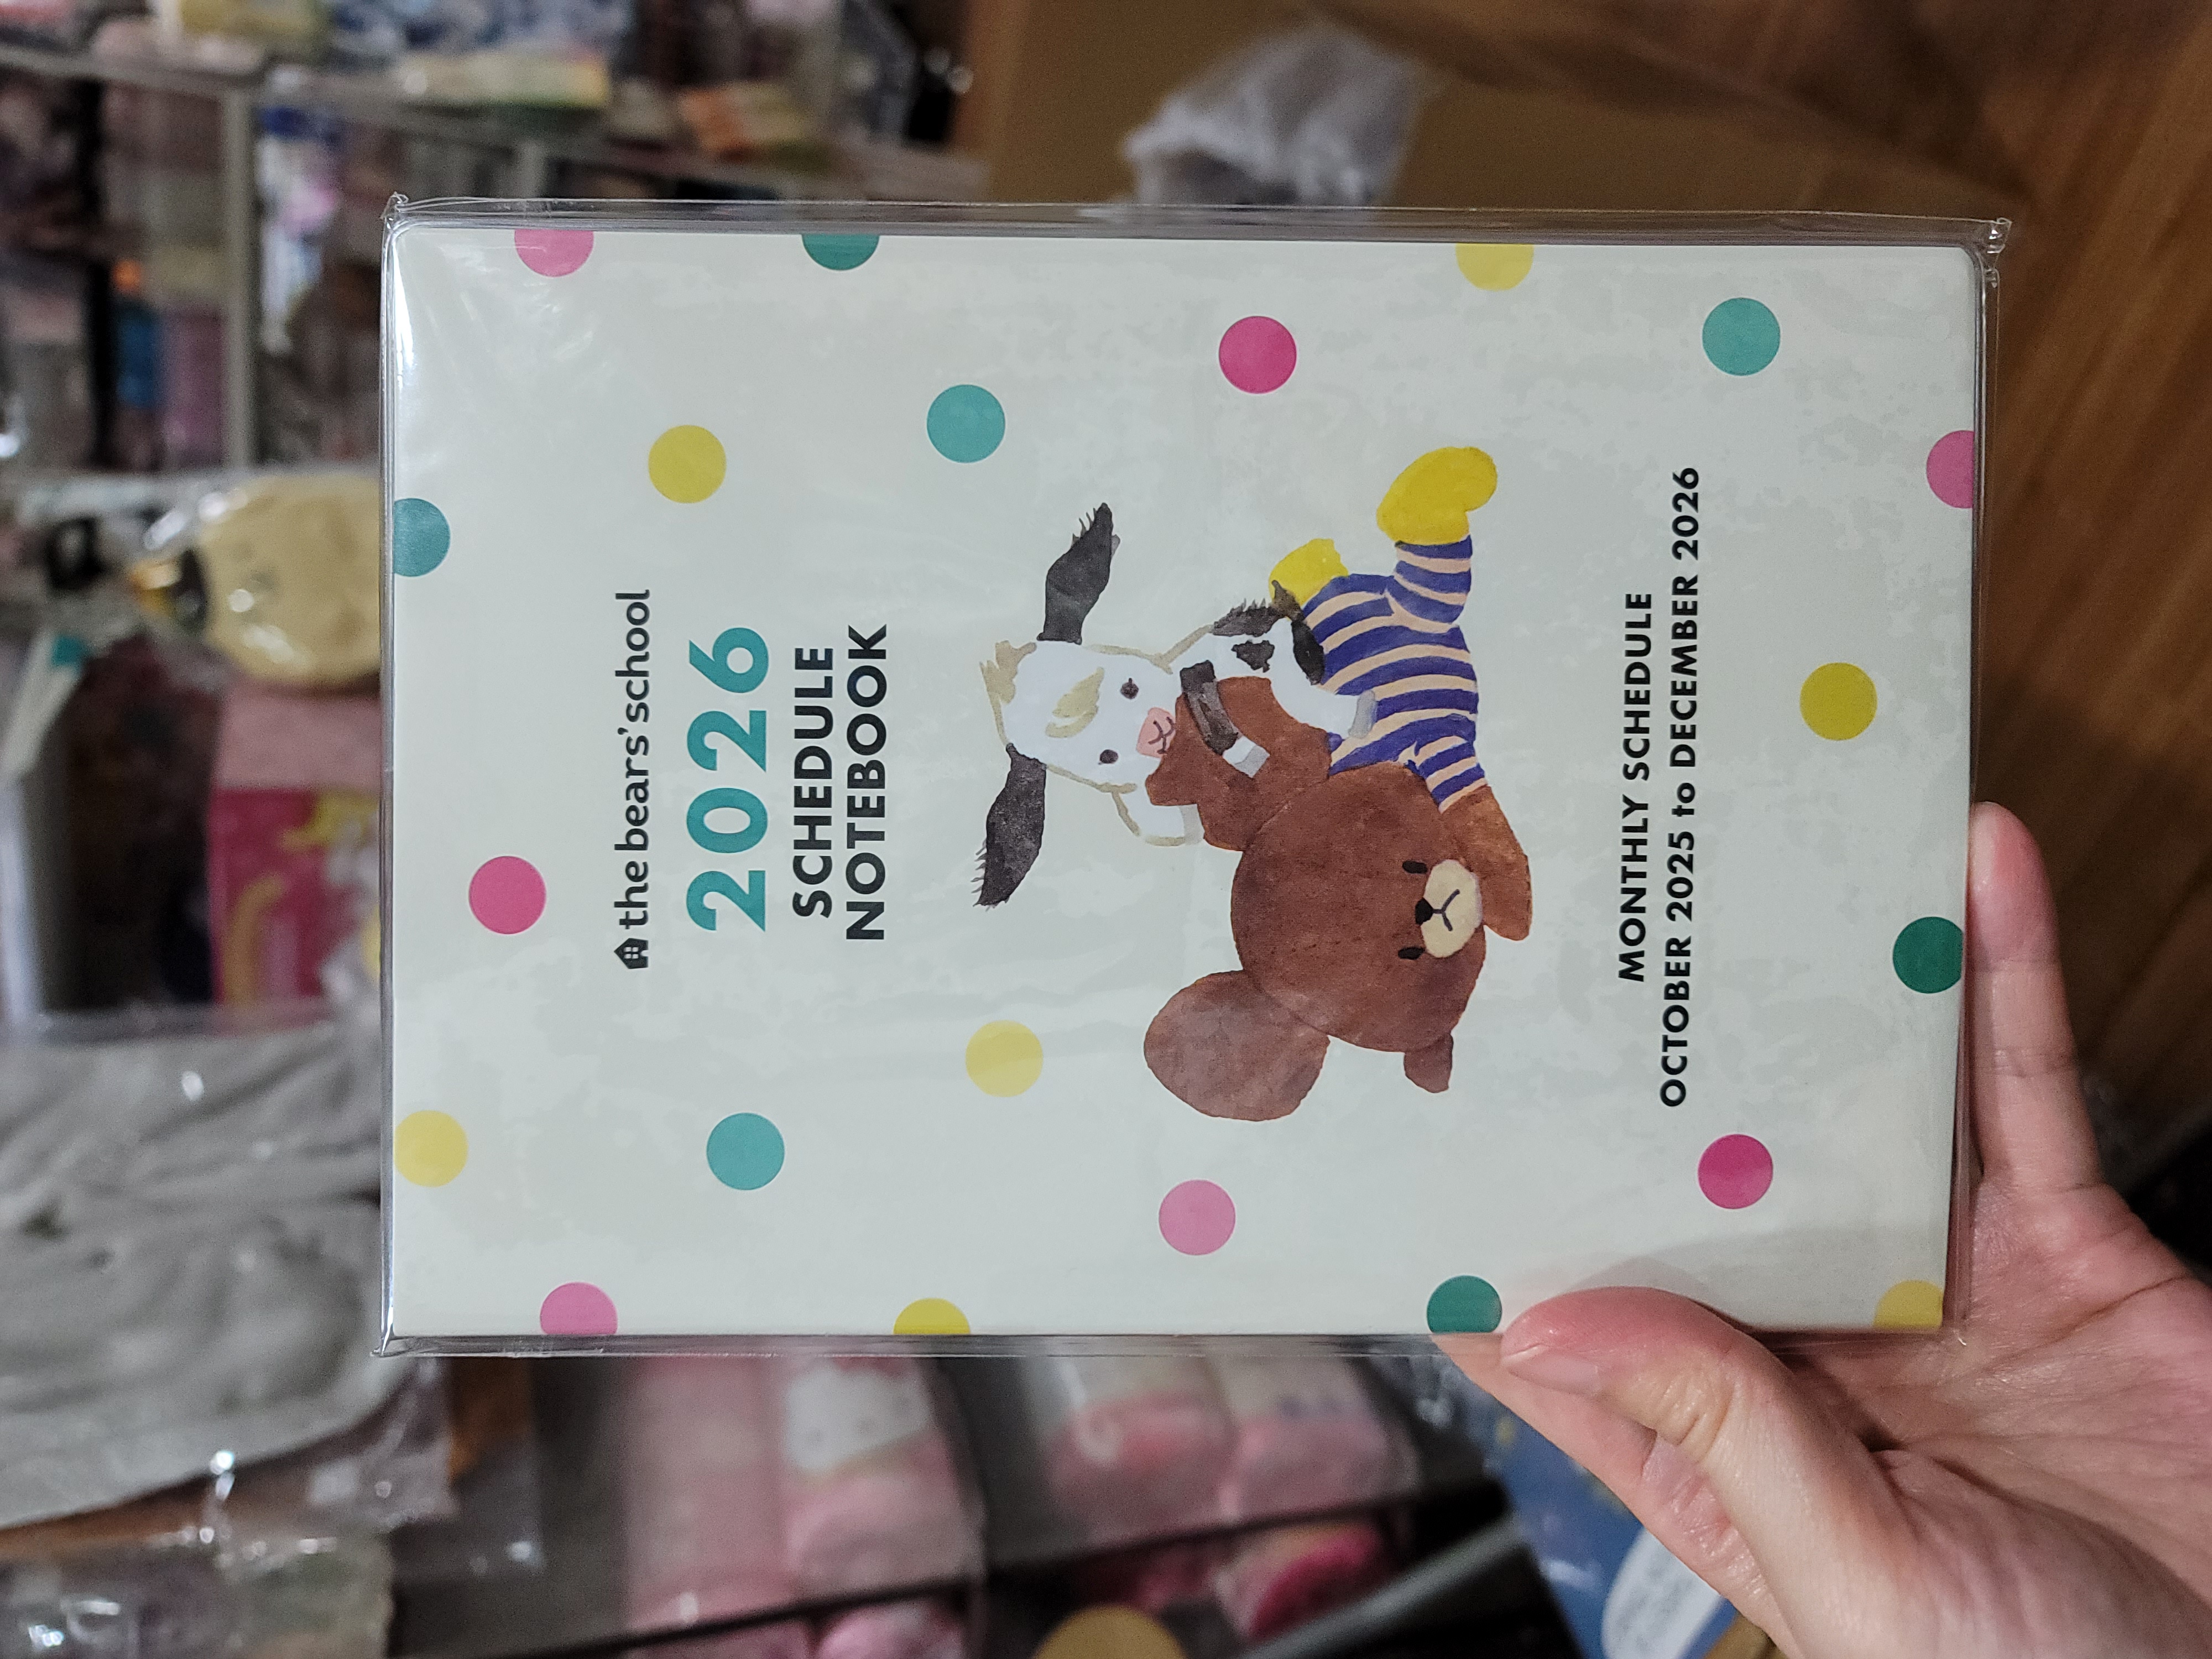 the bears' school
2026
SCHEDULE
NOTEBOOK
MONTHLY SCHEDULE
OCTOBER 2025 to DECEMBER 2026